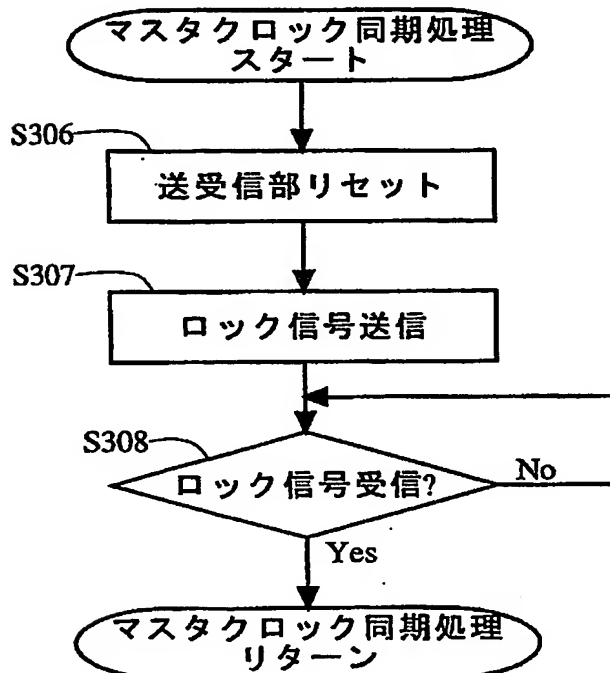 マスタクロック同期処理
スタート
S306
送受信部リセット
S307
ロック信号送信
S308
ロック信号受信?
No
Yes
マスタクロック同期処理
リターン